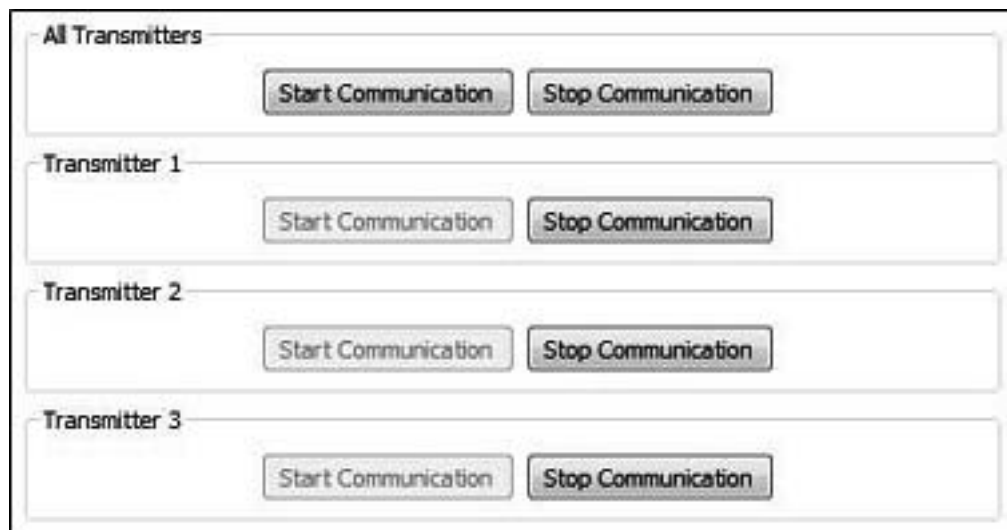 All Transmitters
Start Communication Stop Communication
Transmitter 1
Start Communication Stop Communication
Transmitter 2
Start Communication Stop Communication
Transmitter 3
Start Communication Stop Communication